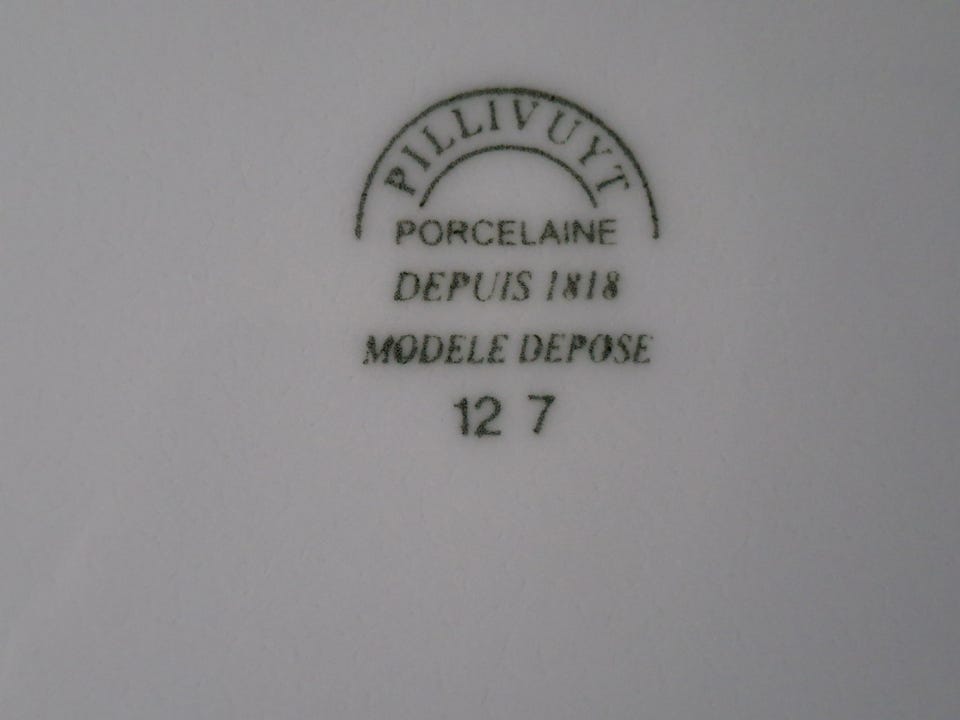 PILLIVUYT
PORCELAINE
DEPUIS 1818
MODELE DEPOSE
12 7